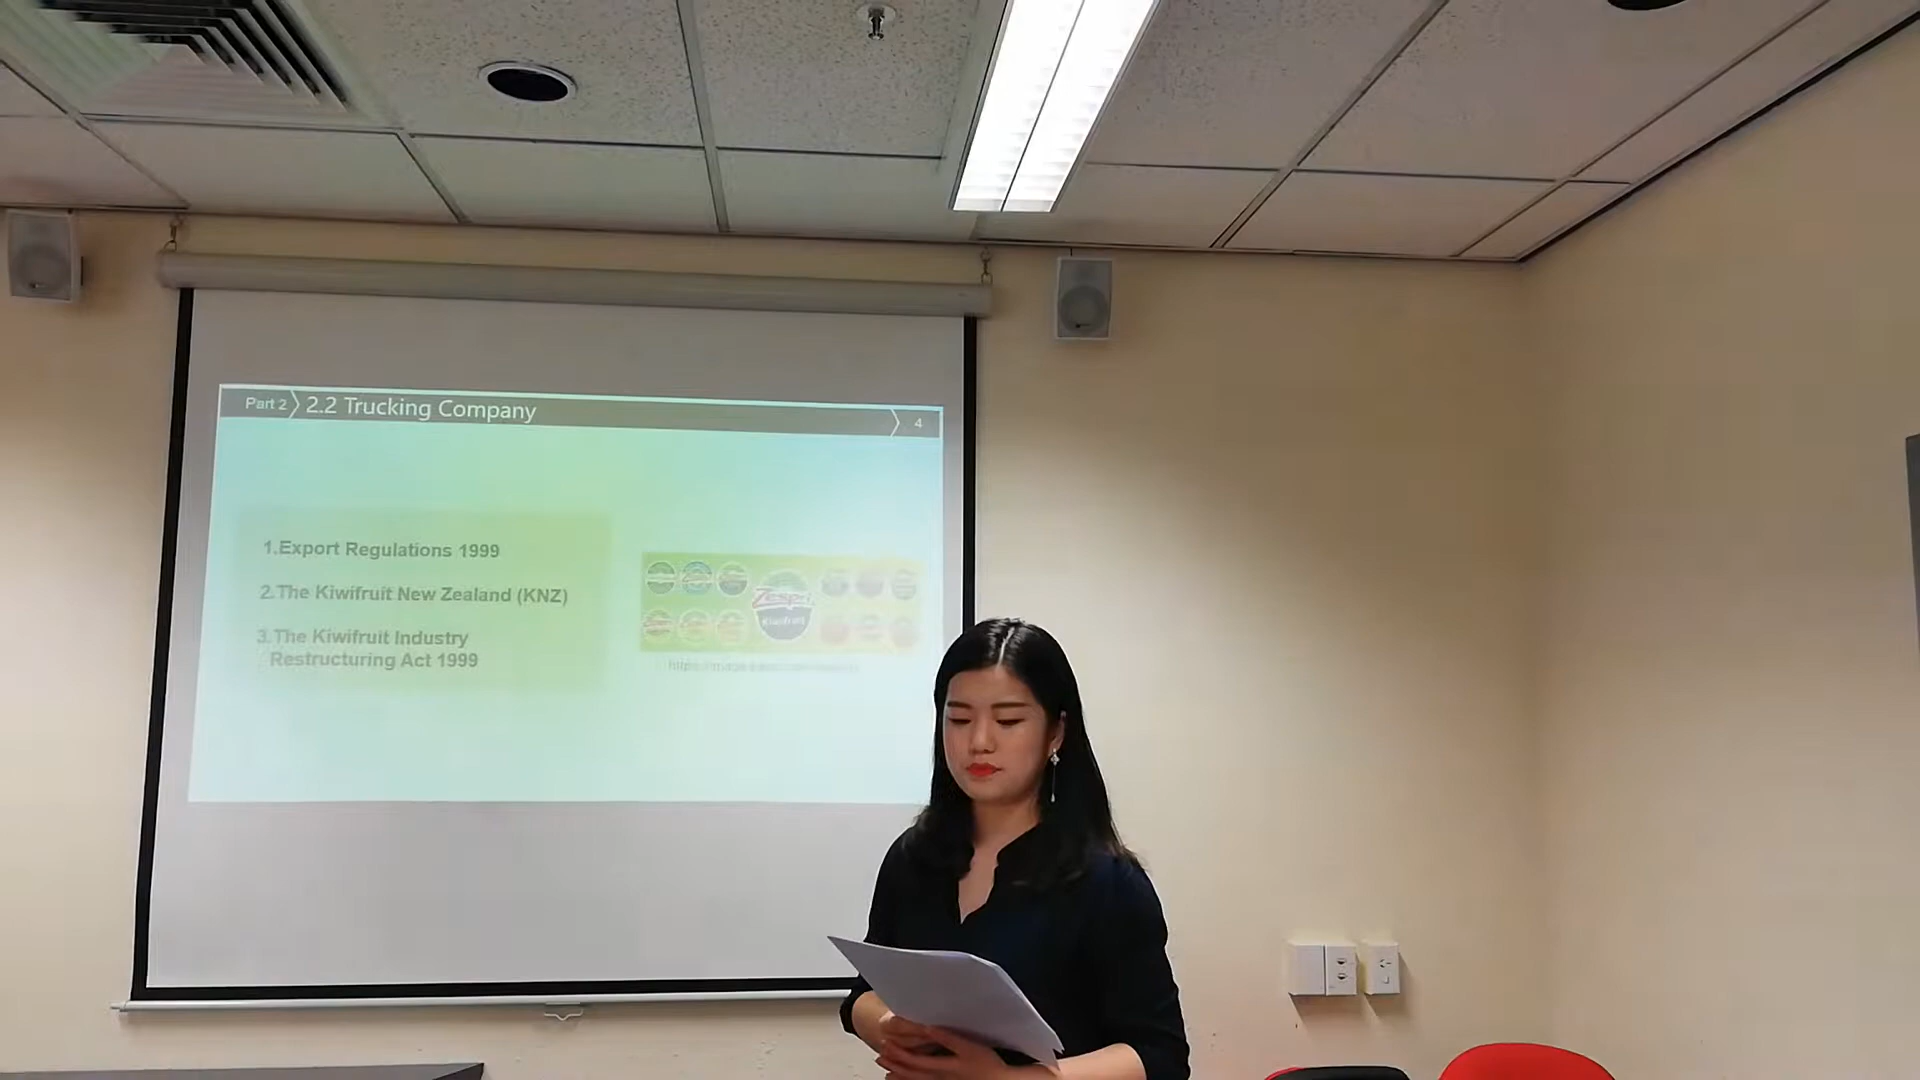 Part 2
2.2 Trucking Company
4
1.Export Regulations 1999
2.The Kiwifruit New Zealand (KNZ)
3.The Kiwifruit Industry
Restructuring Act 1999
Zespri
Kiwifruit